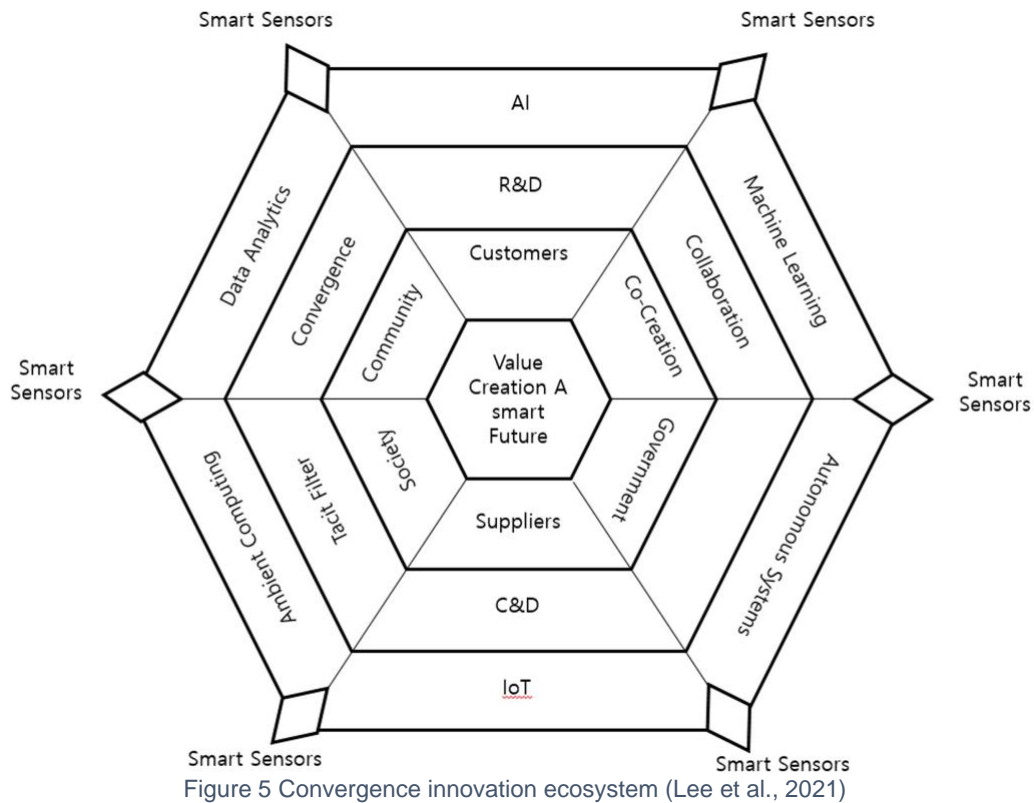 Smart Sensors
Smart Sensors
AI
R&D
Customers
Data Analytics
Convergence
Community
Co-Creation
Collaboration
Machine Learning
Smart
Sensors
Value
Creation A
smart
Future
Smart
Sensors
Ambient Computing
Tacit Filter
Society
Government
Autonomous Systems
Suppliers
C&D
IoT
Smart Sensors
Smart Sensors
Figure 5 Convergence innovation ecosystem (Lee et al., 2021)